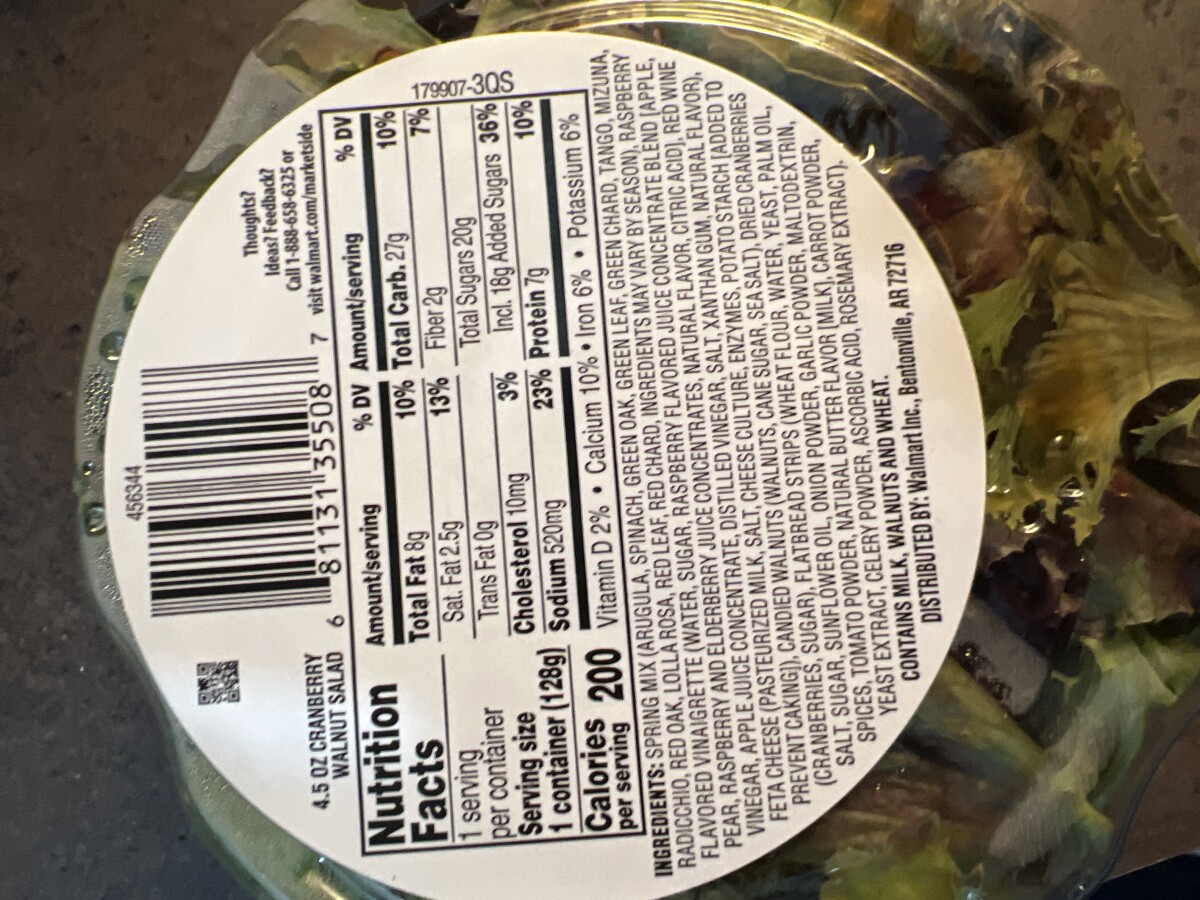 456344
4.5 OZ CRANBERRY
WALNUT SALAD
6 81131 35508 7
Thoughts?
Ideas? Feedback?
Call 1-888-658-6325 or
visit walmart.com/marketside
179907-3QS
Nutrition
Facts
1 serving
per container
Serving size
1 container (128g)
Calories 200
per serving
Amount/serving % DV
Total Fat 8g 10%
Sat. Fat 2.5g 13%
Trans Fat 0g
Cholesterol 10mg 3%
Sodium 520mg 23%
Amount/serving % DV
Total Carb. 27g 10%
Fiber 2g 7%
Total Sugars 20g
Incl. 18g Added Sugars 36%
Protein 7g 10%
Vitamin D 2% • Calcium 10% • Iron 6% • Potassium 6%
INGREDIENTS: SPRING MIX (ARUGULA, SPINACH, GREEN OAK, GREEN LEAF, GREEN CHARD, TANGO, MIZUNA,
RADICCHIO, RED OAK, LOLLA ROSA, RED LEAF, RED CHARD, INGREDIENTS MAY VARY BY SEASON), RASPBERRY
FLAVORED VINAIGRETTE (WATER, SUGAR, RASPBERRY FLAVORED JUICE CONCENTRATE BLEND [APPLE,
PEAR, RASPBERRY AND ELDERBERRY JUICE CONCENTRATES, NATURAL FLAVOR, CITRIC ACID], RED WINE
VINEGAR, APPLE JUICE CONCENTRATE, DISTILLED VINEGAR, SALT, XANTHAN GUM, NATURAL FLAVOR),
FETA CHEESE (PASTEURIZED MILK, SALT, CHEESE CULTURE, ENZYMES, POTATO STARCH [ADDED TO
PREVENT CAKING]), CANDIED WALNUTS (WALNUTS, CANE SUGAR, SEA SALT), DRIED CRANBERRIES
(CRANBERRIES, SUGAR), FLATBREAD STRIPS (WHEAT FLOUR, WATER, YEAST, PALM OIL,
SALT, SUGAR, SUNFLOWER OIL, ONION POWDER, GARLIC POWDER, MALTODEXTRIN,
SPICES, TOMATO POWDER, NATURAL BUTTER FLAVOR [MILK], CARROT POWDER,
YEAST EXTRACT, CELERY POWDER, ASCORBIC ACID, ROSEMARY EXTRACT).
CONTAINS MILK, WALNUTS AND WHEAT.
DISTRIBUTED BY: Walmart Inc., Bentonville, AR 72716